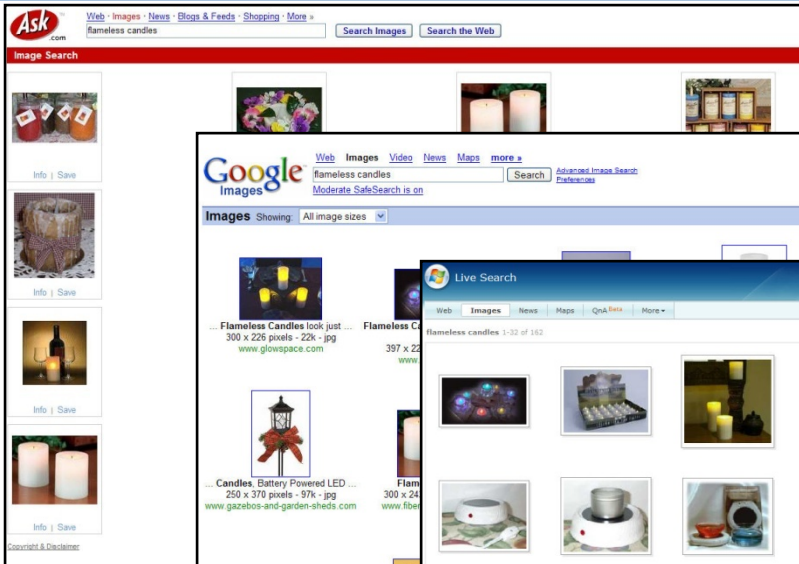 Ask.com
Web · Images · News · Blogs & Feeds · Shopping · More »
flameless candles
Search Images
Search the Web
Image Search
Info | Save
Info | Save
Info | Save
Info | Save
Copyright & Disclaimer
Google Images
Web Images Video News Maps more »
flameless candles
Search
Advanced Image Search
Preferences
Moderate SafeSearch is on
Images Showing: All image sizes
... Flameless Candles look just ...
300 x 226 pixels - 22k - jpg
www.glowspace.com
Flameless Ca
397 x 22
www.
... Candles, Battery Powered LED ...
250 x 370 pixels - 97k - jpg
www.gazebos-and-garden-sheds.com
Flam
300 x 24
www.fiber
Live Search
Web Images News Maps QnA Beta More
flameless candles 1-32 of 162